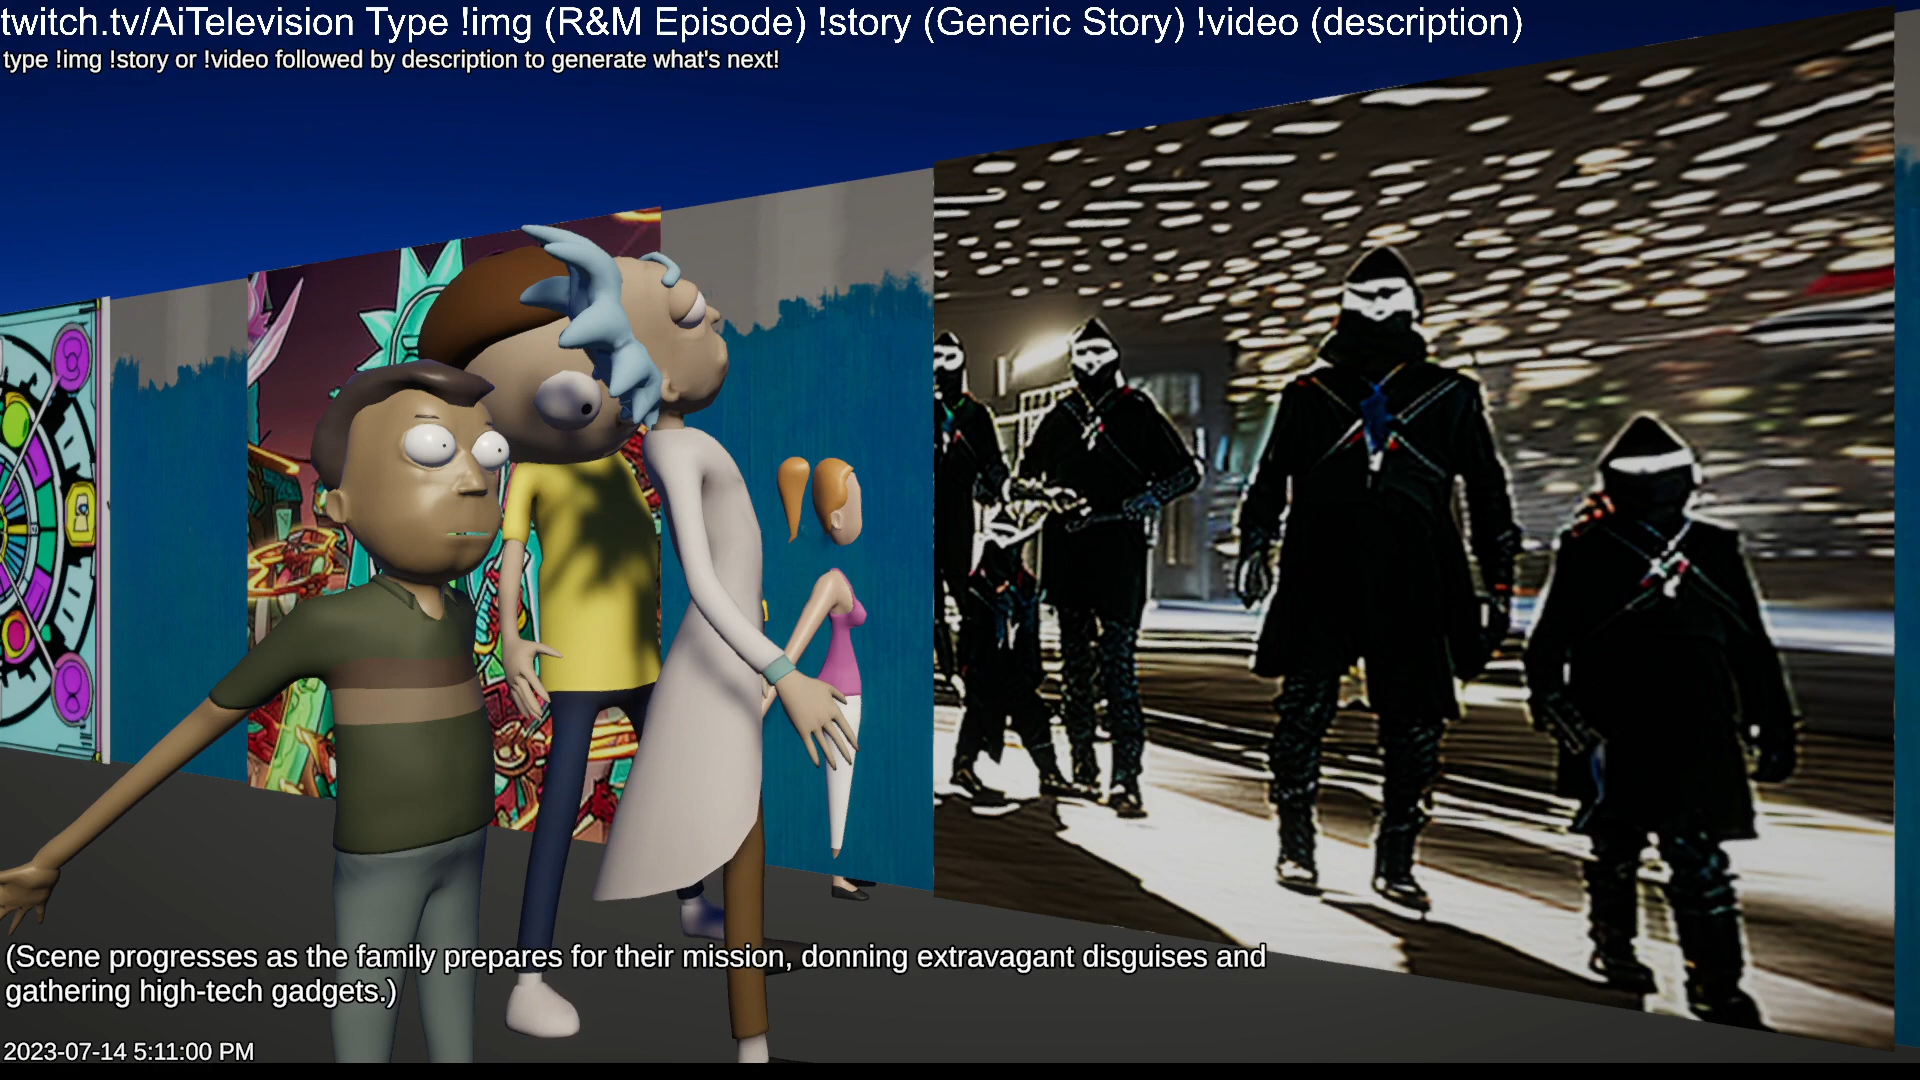 twitch.tv/AiTelevision Type !img (R&M Episode) !story (Generic Story) !video (description)
type !img !story or !video followed by description to generate what's next!
(Scene progresses as the family prepares for their mission, donning extravagant disguises and
gathering high-tech gadgets.)
2023-07-14 5:11:00 PM